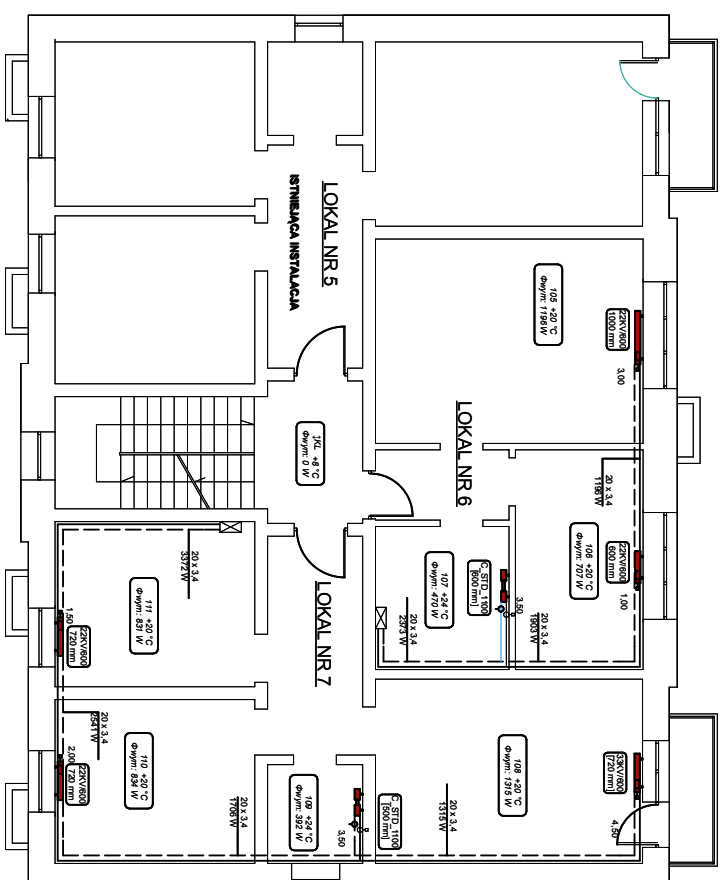 LOKAL NR 5
ISTNIEJĄCA INSTALACJA
105 +20 °C
Φwym: 1196 W
22KV/600
1000 mm
3,00
LOKAL NR 6
KL +8 °C
Φwym: 0 W
20 x 3,4
1196 W
106 +20 °C
Φwym: 707 W
22KV/600
600 mm
1,00
107 +24 °C
Φwym: 470 W
C_STD_1100
[600 mm]
3,50
20 x 3,4
2373 W
20 x 3,4
1903 W
20 x 3,4
3372 W
111 +20 °C
Φwym: 831 W
1,50
22KV/600
720 mm
LOKAL NR 7
20 x 3,4
2541 W
2,00
22KV/600
720 mm
110 +20 °C
Φwym: 834 W
20 x 3,4
1706 W
109 +24 °C
Φwym: 392 W
C_STD_1100
[500 mm]
3,50
108 +20 °C
Φwym: 1315 W
20 x 3,4
1315 W
33KV/600
[720 mm]
4,50